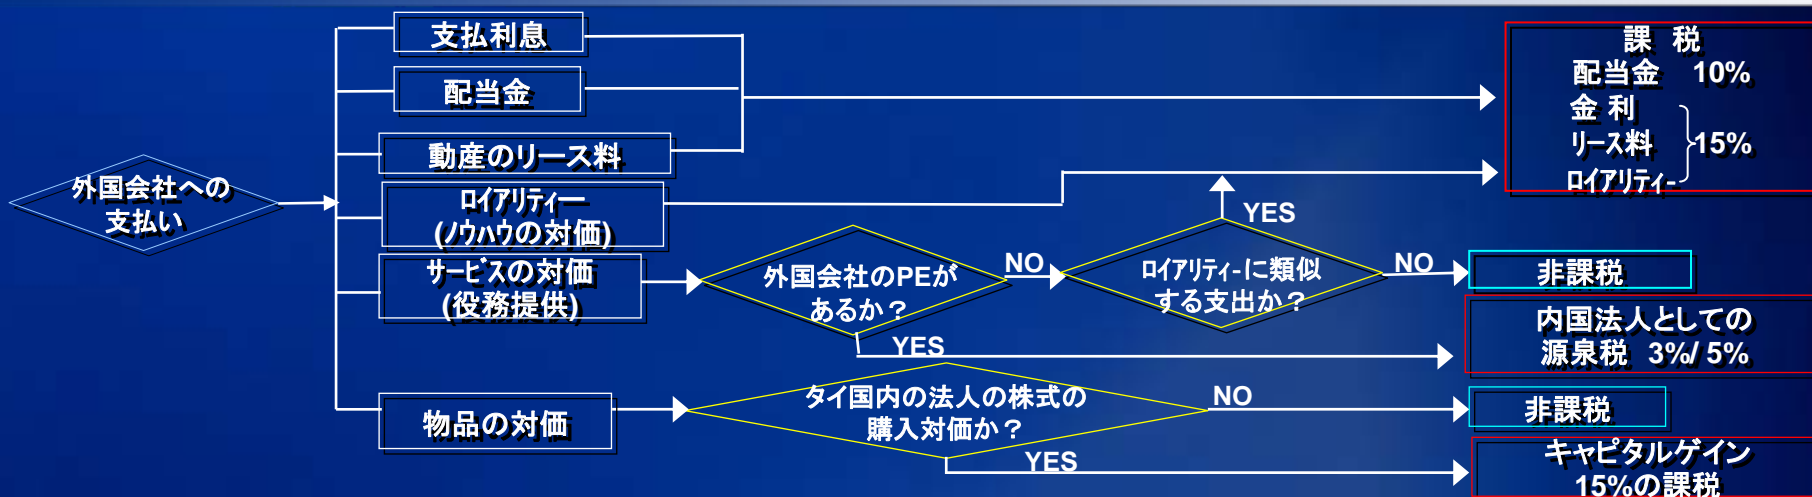 外国会社への
支払い
支払利息
配当金
動産のリース料
ロイアリティー
(ノウハウの対価)
サービスの対価
(役務提供)
物品の対価
外国会社のPEが
あるか？
NO
YES
ロイアリティ-に類似
する支出か？
YES
NO
タイ国内の法人の株式の
購入対価か？
NO
YES
課 税
配当金 10%
金 利
リース料 15%
ロイアリティ-
非課税
内国法人としての
源泉税 3%/ 5%
非課税
キャピタルゲイン
15%の課税